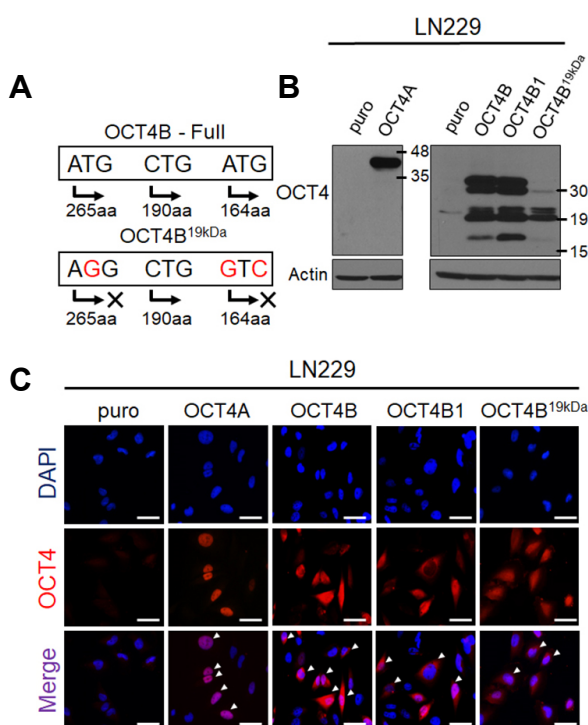 A
OCT4B - Full
ATG CTG ATG
265aa 190aa 164aa
OCT4B19kDa
AGG CTG GTC
265aa 190aa 164aa
B
LN229
puro OCT4A puro OCT4B OCT4B1 OCT4B19kDa
OCT4
48
35
30
19
15
Actin
C
LN229
puro OCT4A OCT4B OCT4B1 OCT4B19kDa
DAPI
OCT4
Merge